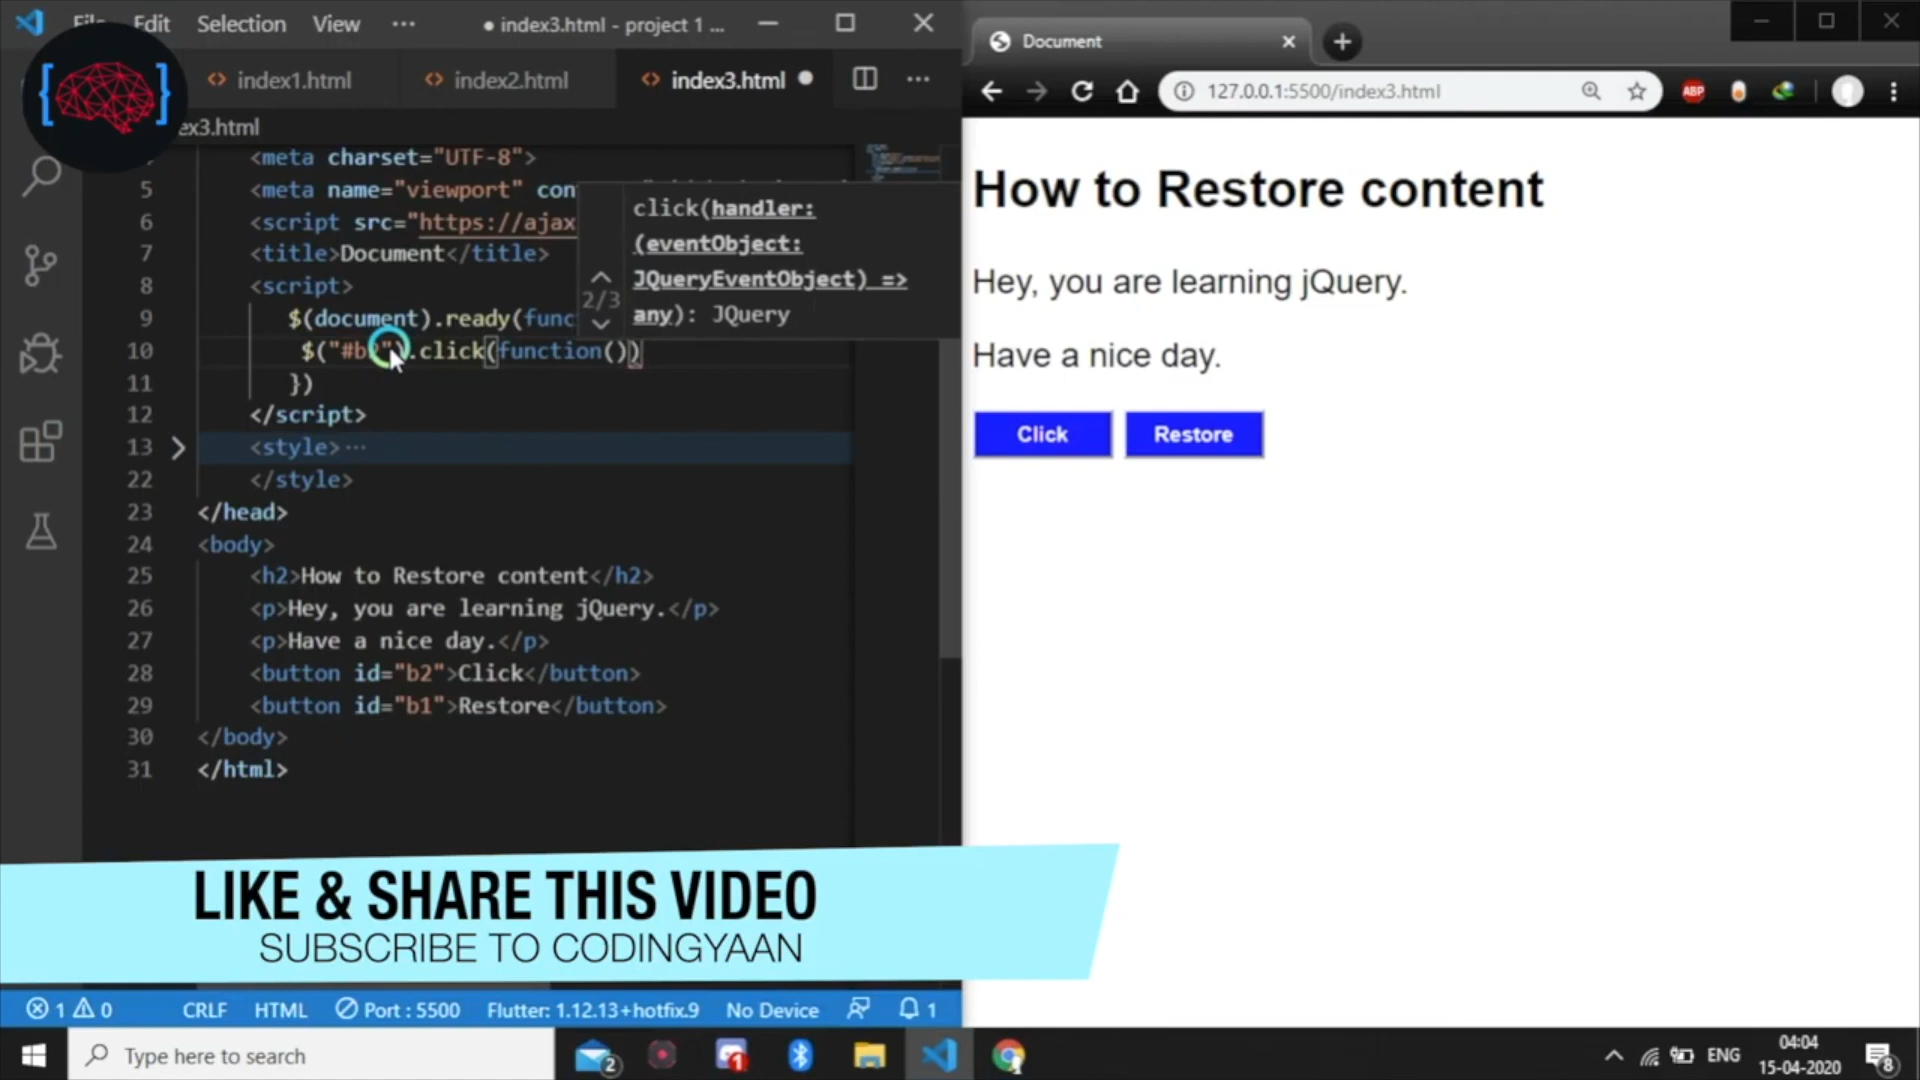 File Edit Selection View ···
● index3.html - project 1 ...
index1.html
index2.html
index3.html
ex3.html
<meta charset="UTF-8">
5 <meta name="viewport" con
6 <script src="https://ajax
7 <title>Document</title>
8 <script>
9 $(document).ready(func
10 $("#b2").click(function())
11 })
12 </script>
13 <style>···
22 </style>
23 </head>
24 <body>
25 <h2>How to Restore content</h2>
26 <p>Hey, you are learning jQuery.</p>
27 <p>Have a nice day.</p>
28 <button id="b2">Click</button>
29 <button id="b1">Restore</button>
30 </body>
31 </html>
2/3
click(handler:
(eventObject:
JQueryEventObject) =>
any): JQuery
Document
127.0.0.1:5500/index3.html
ABP
How to Restore content
Hey, you are learning jQuery.
Have a nice day.
Click
Restore
LIKE & SHARE THIS VIDEO
SUBSCRIBE TO CODINGYAAN
1 0 CRLF HTML Port : 5500 Flutter: 1.12.13+hotfix.9 No Device 1
Type here to search
2
1
ENG
04:04
15-04-2020
8